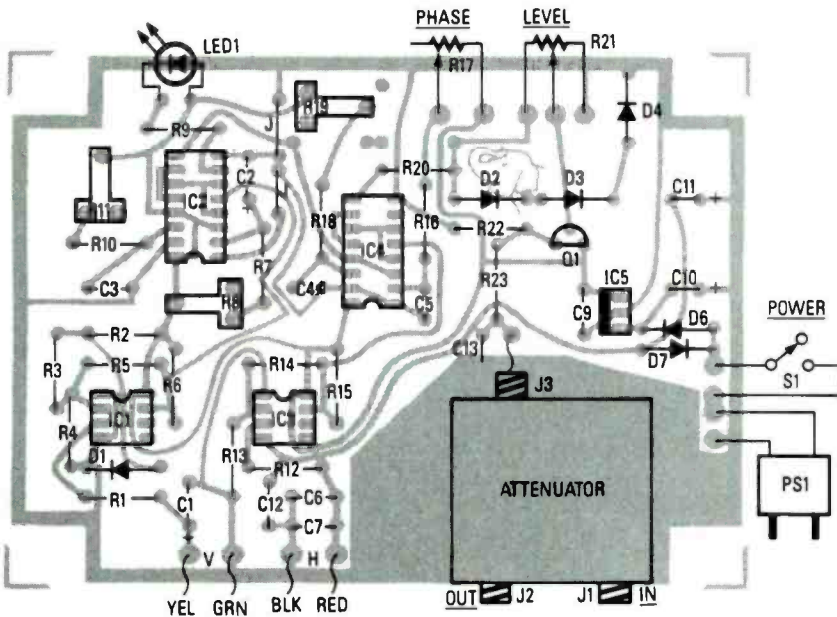 PHASE
LEVEL
LED1
R17
R21
R19
D4
R9
J
R20
C2
D2
D3
C11
IC2
R11
R18
R16
R10
R22
Q1
R7
R23
IC5
C3
C4
C5
C9
C10
R8
D6
POWER
R2
C13
D7
R3
R5
R14
S1
R6
R15
J3
IC1
R4
R13
D1
R12
ATTENUATOR
PS1
R1
C1
C12
C6
C7
V
H
YEL
GRN
BLK
RED
OUT
J2
J1
IN